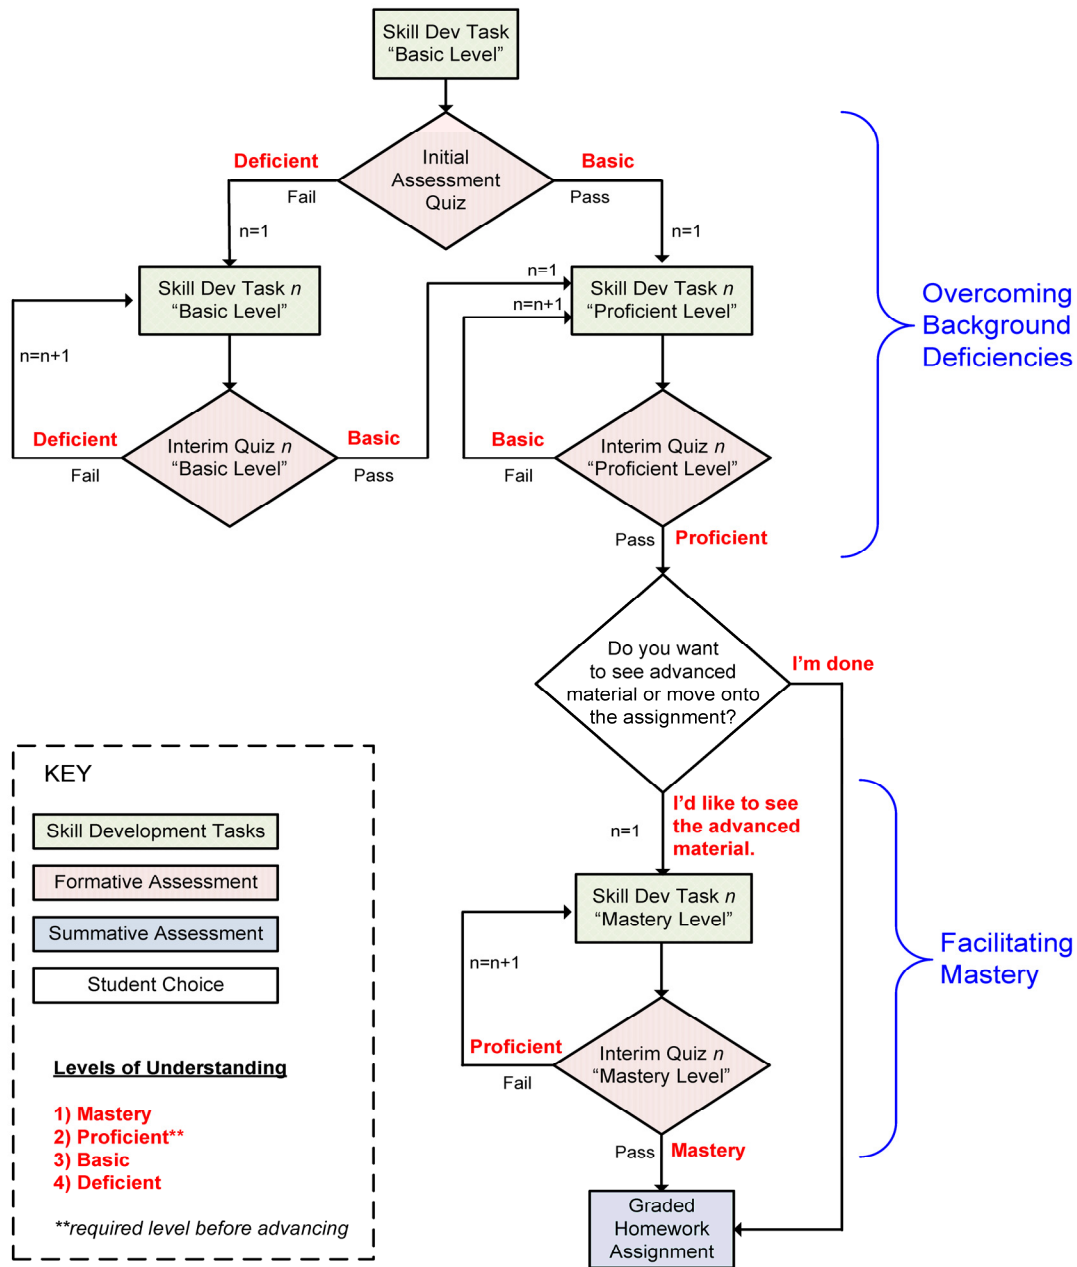 Skill Dev Task
“Basic Level”
Initial
Assessment
Quiz
Deficient
Fail
Basic
Pass
n=1
n=1
Skill Dev Task n
“Basic Level”
n=n+1
Interim Quiz n
“Basic Level”
Deficient
Fail
Basic
Pass
n=1
n=n+1
Skill Dev Task n
“Proficient Level”
Interim Quiz n
“Proficient Level”
Basic
Fail
Pass
Proficient
Overcoming
Background
Deficiencies
Do you want
to see advanced
material or move onto
the assignment?
I’m done
I’d like to see
the advanced
material.
n=1
Skill Dev Task n
“Mastery Level”
n=n+1
Interim Quiz n
“Mastery Level”
Proficient
Fail
Pass
Mastery
Graded
Homework
Assignment
Facilitating
Mastery
KEY
Skill Development Tasks
Formative Assessment
Summative Assessment
Student Choice
Levels of Understanding
1) Mastery
2) Proficient**
3) Basic
4) Deficient
**required level before advancing